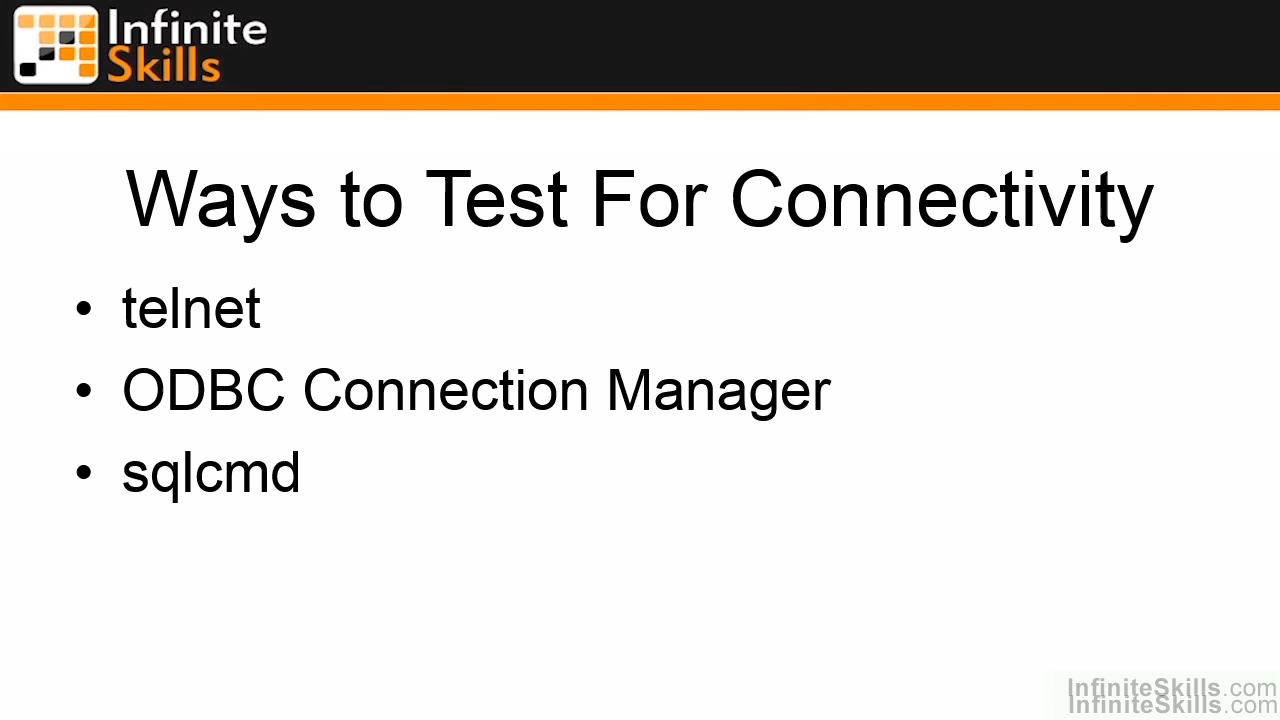 Infinite
Skills
Ways to Test For Connectivity
• telnet
• ODBC Connection Manager
• sqlcmd
InfiniteSkills.com
InfiniteSkills.com